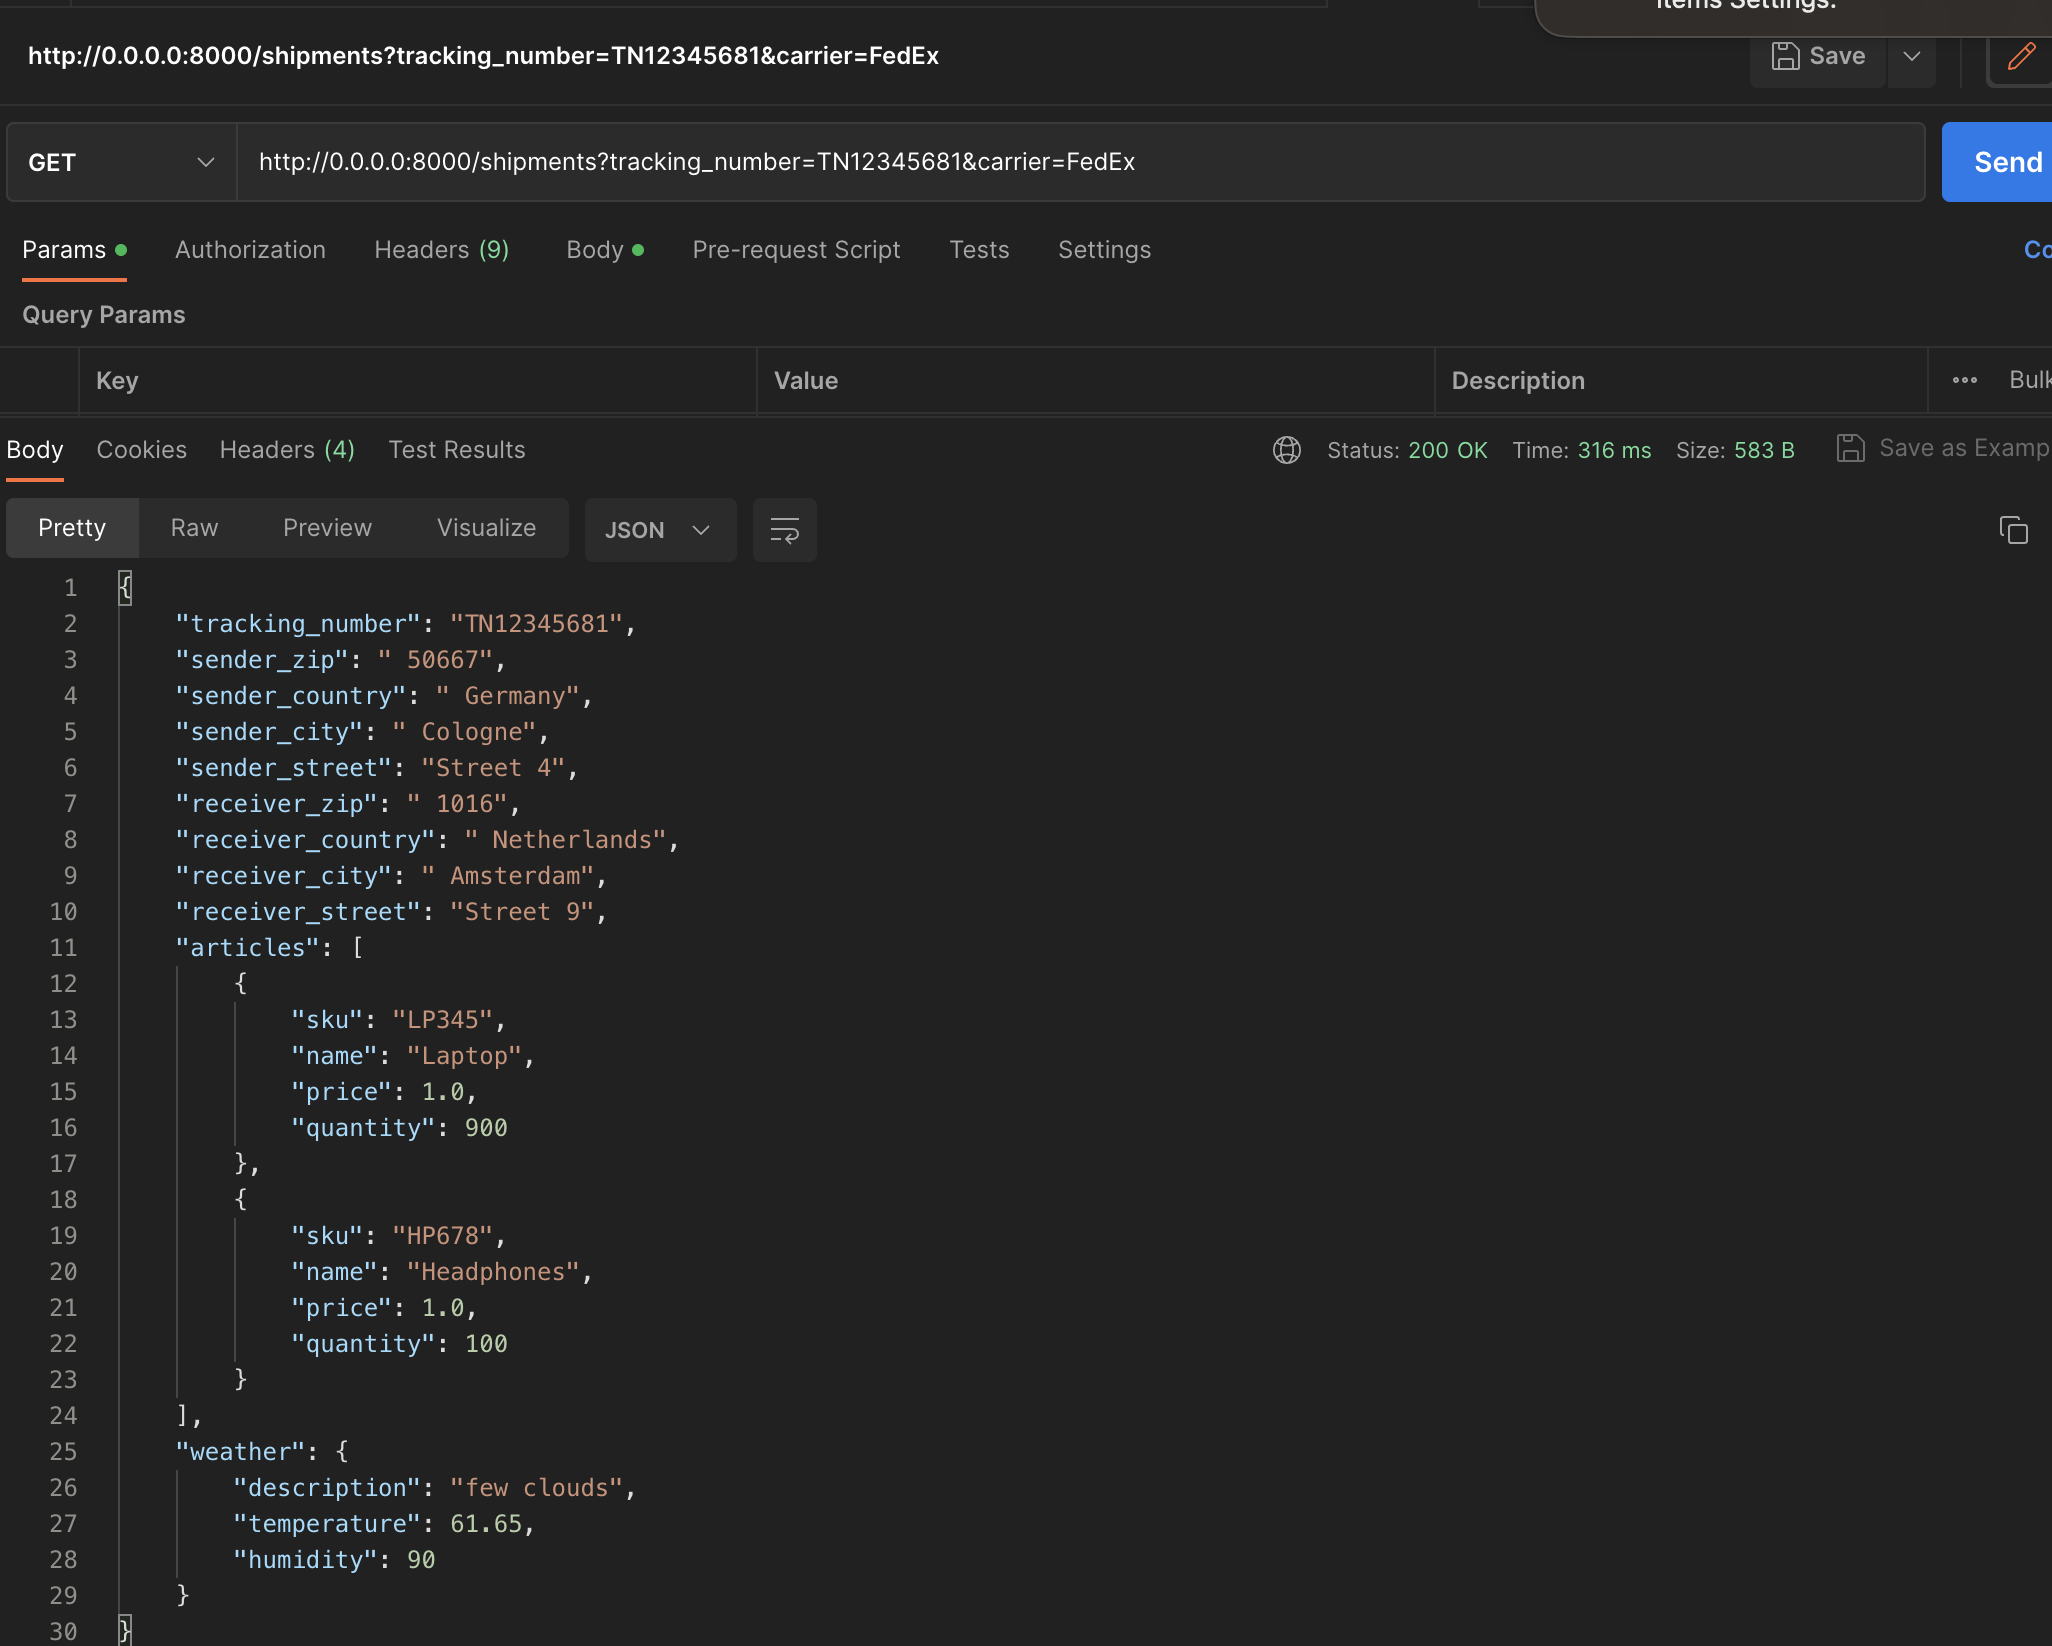 Items Settings.
http://0.0.0.0:8000/shipments?tracking_number=TN12345681&carrier=FedEx
Save
GET
http://0.0.0.0:8000/shipments?tracking_number=TN12345681&carrier=FedEx
Send
Params
Authorization
Headers (9)
Body
Pre-request Script
Tests
Settings
Co
Query Params
Key
Value
Description
Bulk
Body
Cookies
Headers (4)
Test Results
Status: 200 OK
Time: 316 ms
Size: 583 B
Save as Examp
Pretty
Raw
Preview
Visualize
JSON
1 {
2 "tracking_number": "TN12345681",
3 "sender_zip": " 50667",
4 "sender_country": " Germany",
5 "sender_city": " Cologne",
6 "sender_street": "Street 4",
7 "receiver_zip": " 1016",
8 "receiver_country": " Netherlands",
9 "receiver_city": " Amsterdam",
10 "receiver_street": "Street 9",
11 "articles": [
12 {
13 "sku": "LP345",
14 "name": "Laptop",
15 "price": 1.0,
16 "quantity": 900
17 },
18 {
19 "sku": "HP678",
20 "name": "Headphones",
21 "price": 1.0,
22 "quantity": 100
23 }
24 ],
25 "weather": {
26 "description": "few clouds",
27 "temperature": 61.65,
28 "humidity": 90
29 }
30 }